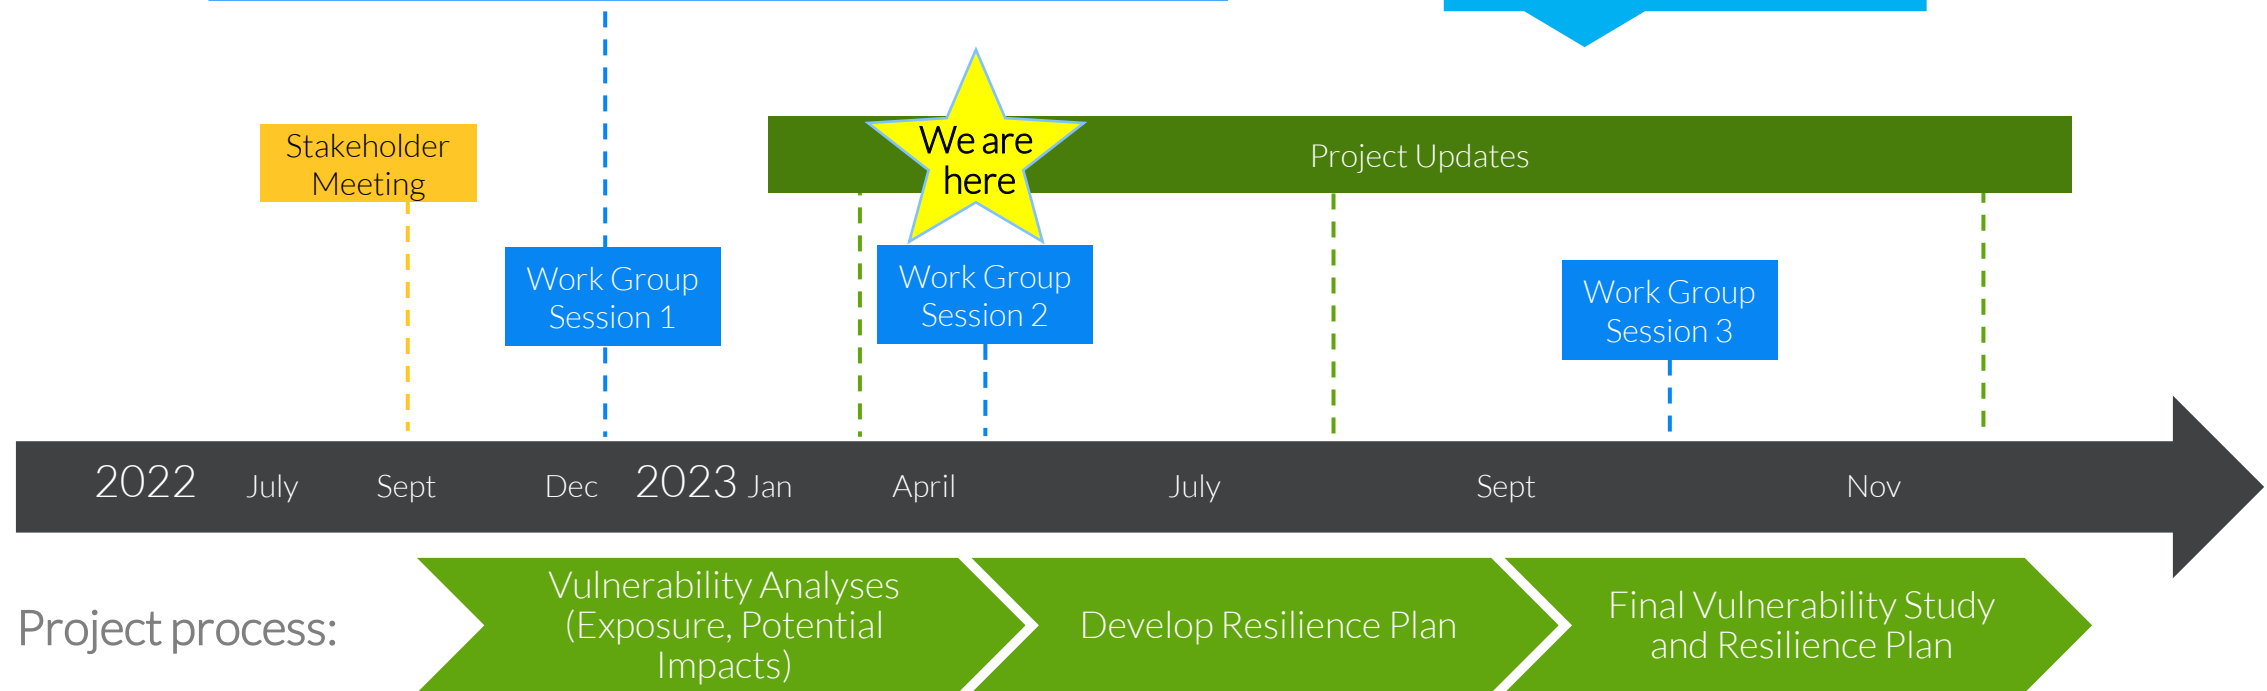 Stakeholder
Meeting
We are
here
Project Updates
Work Group
Session 1
Work Group
Session 2
Work Group
Session 3
2022 July Sept Dec 2023 Jan April July Sept Nov
Project process:
Vulnerability Analyses
(Exposure, Potential
Impacts)
Develop Resilience Plan
Final Vulnerability Study
and Resilience Plan